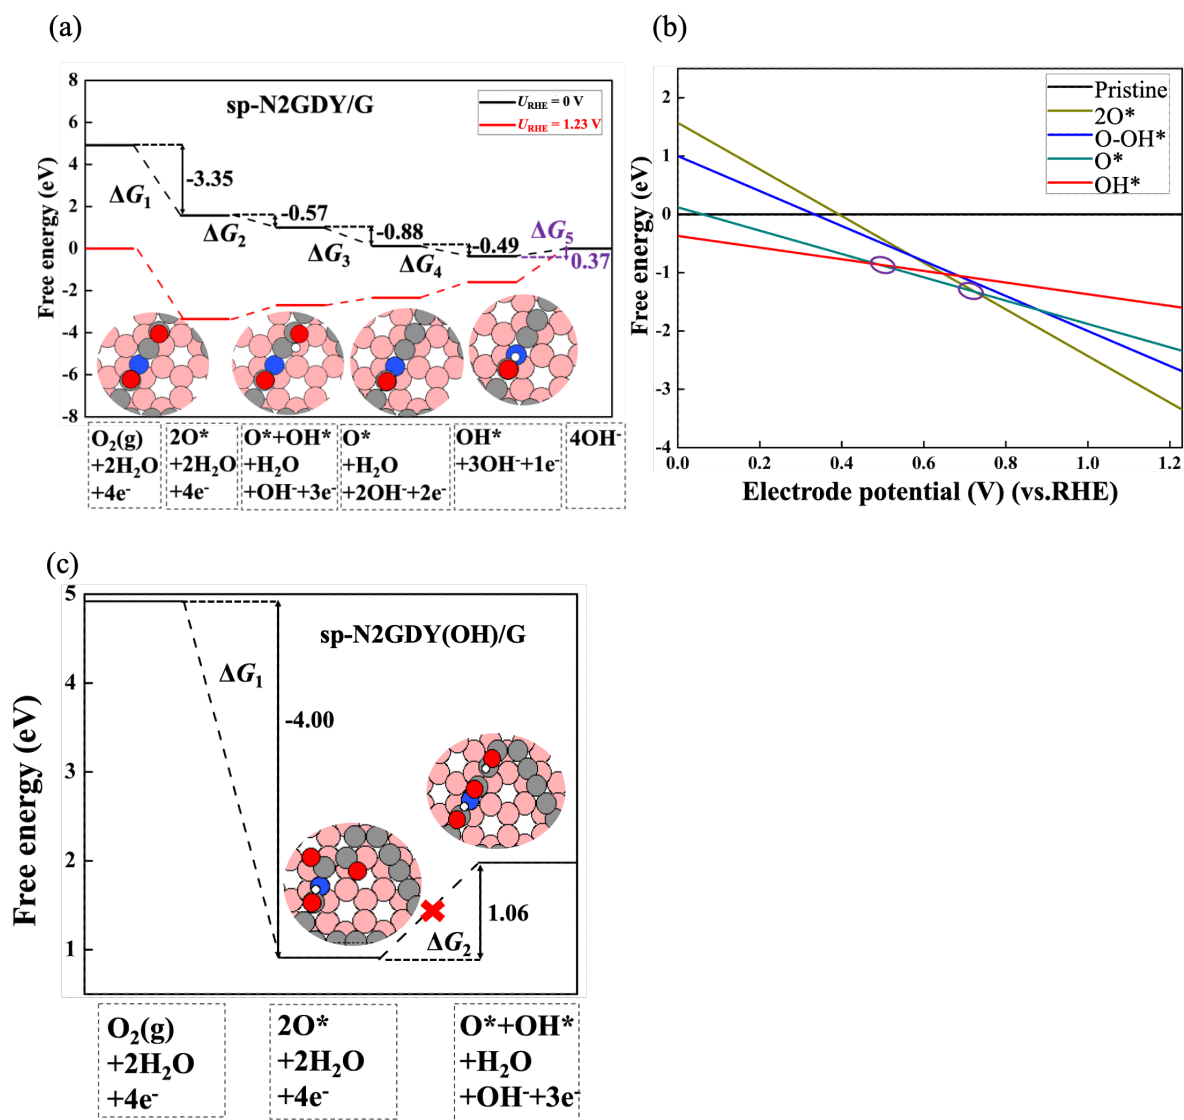 (a)
8
6
4
2
0
-2
-4
-6
-8
Free energy (eV)
sp-N2GDY/G
U_RHE = 0 V
U_RHE = 1.23 V
ΔG₁
-3.35
ΔG₂
-0.57
ΔG₃
-0.88
ΔG₄
-0.49
ΔG₅
0.37
O₂(g)
+2H₂O
+4e⁻
2O*
+2H₂O
+4e⁻
O*+OH*
+H₂O
+OH⁻+3e⁻
O*
+H₂O
+2OH⁻+2e⁻
OH*
+3OH⁻+1e⁻
4OH⁻
(b)
2
1
0
-1
-2
-3
-4
Free energy (eV)
Pristine
2O*
O-OH*
O*
OH*
0.0 0.2 0.4 0.6 0.8 1.0 1.2
Electrode potential (V) (vs.RHE)
(c)
5
4
3
2
1
Free energy (eV)
sp-N2GDY(OH)/G
ΔG₁
-4.00
ΔG₂
1.06
O₂(g)
+2H₂O
+4e⁻
2O*
+2H₂O
+4e⁻
O*+OH*
+H₂O
+OH⁻+3e⁻